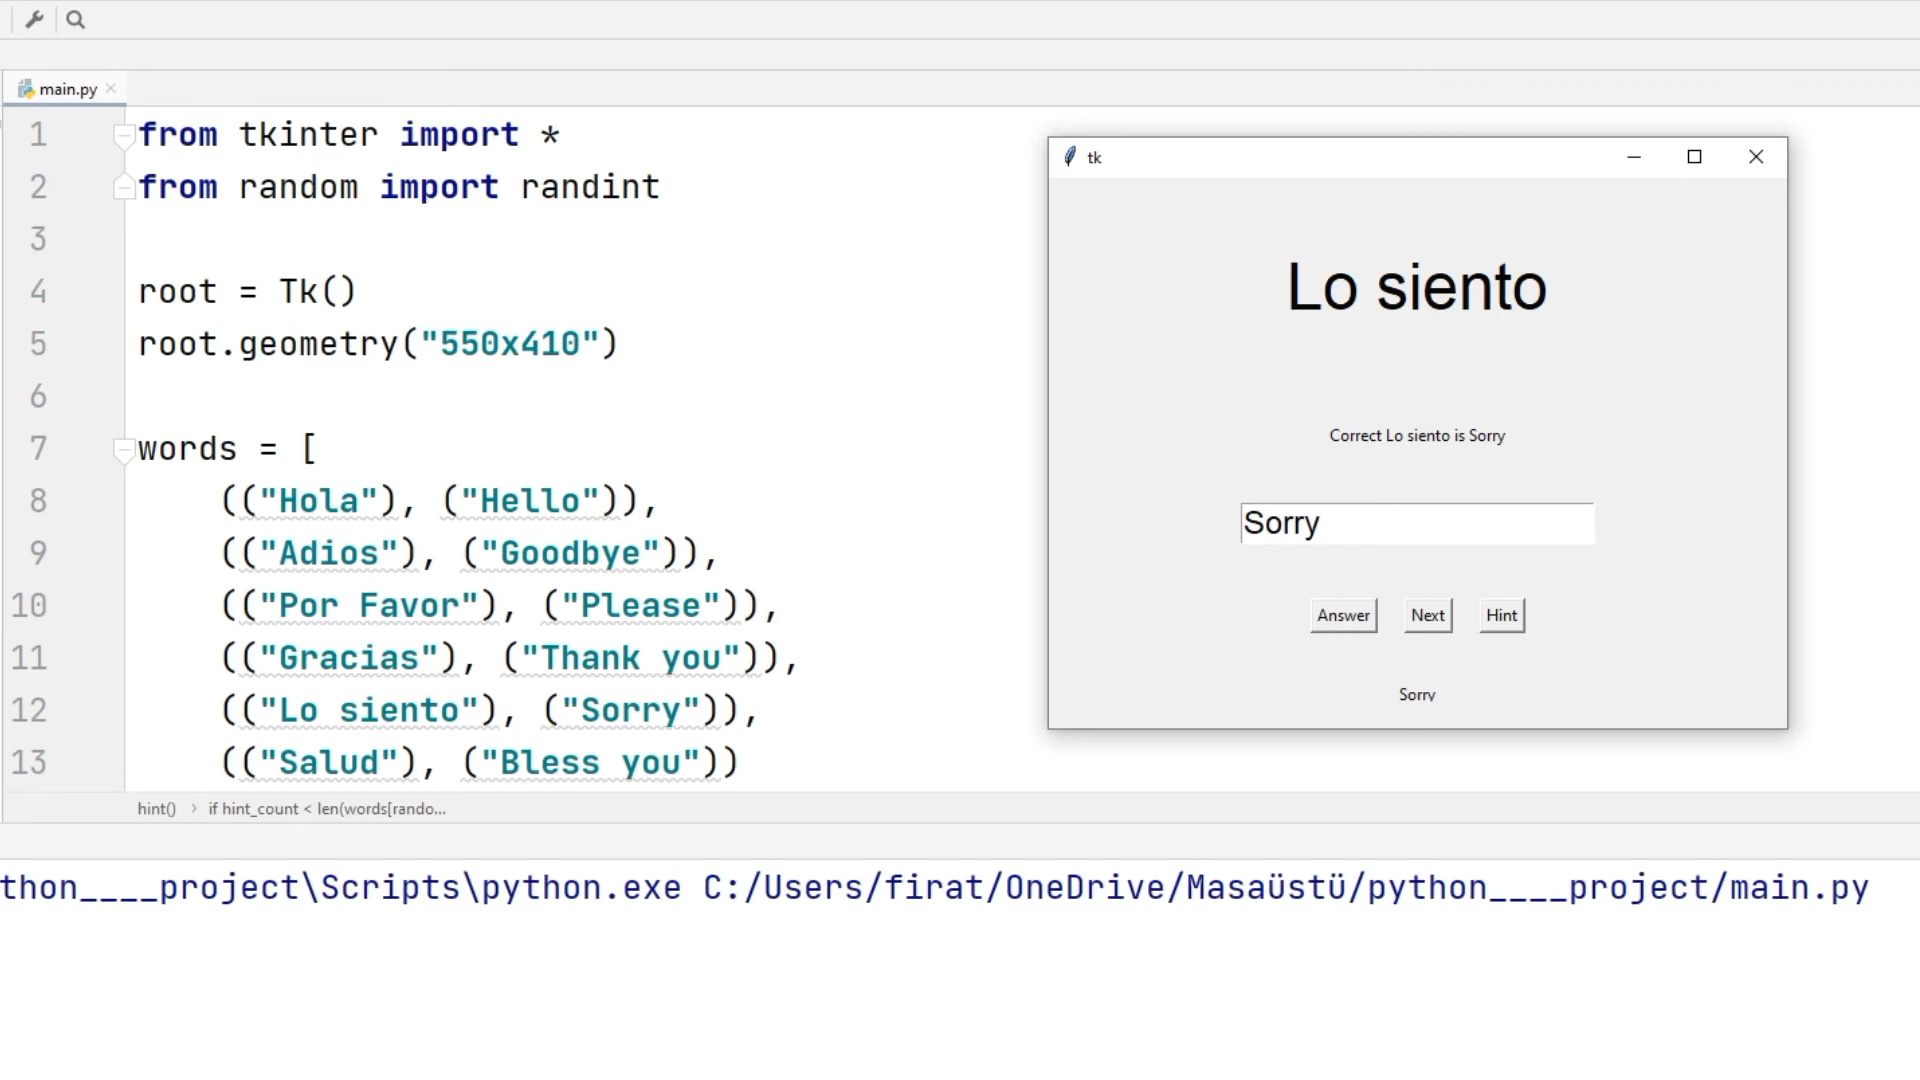 main.py
1 from tkinter import *
2 from random import randint
3
4 root = Tk()
5 root.geometry("550x410")
6
7 words = [
8 (("Hola"), ("Hello")),
9 (("Adios"), ("Goodbye")),
10 (("Por Favor"), ("Please")),
11 (("Gracias"), ("Thank you")),
12 (("Lo siento"), ("Sorry")),
13 (("Salud"), ("Bless you"))
hint() › if hint_count < len(words[rando...
thon____project\Scripts\python.exe C:/Users/firat/OneDrive/Masaüstü/python____project/main.py
tk
Lo siento
Correct Lo siento is Sorry
Sorry
Answer Next Hint
Sorry